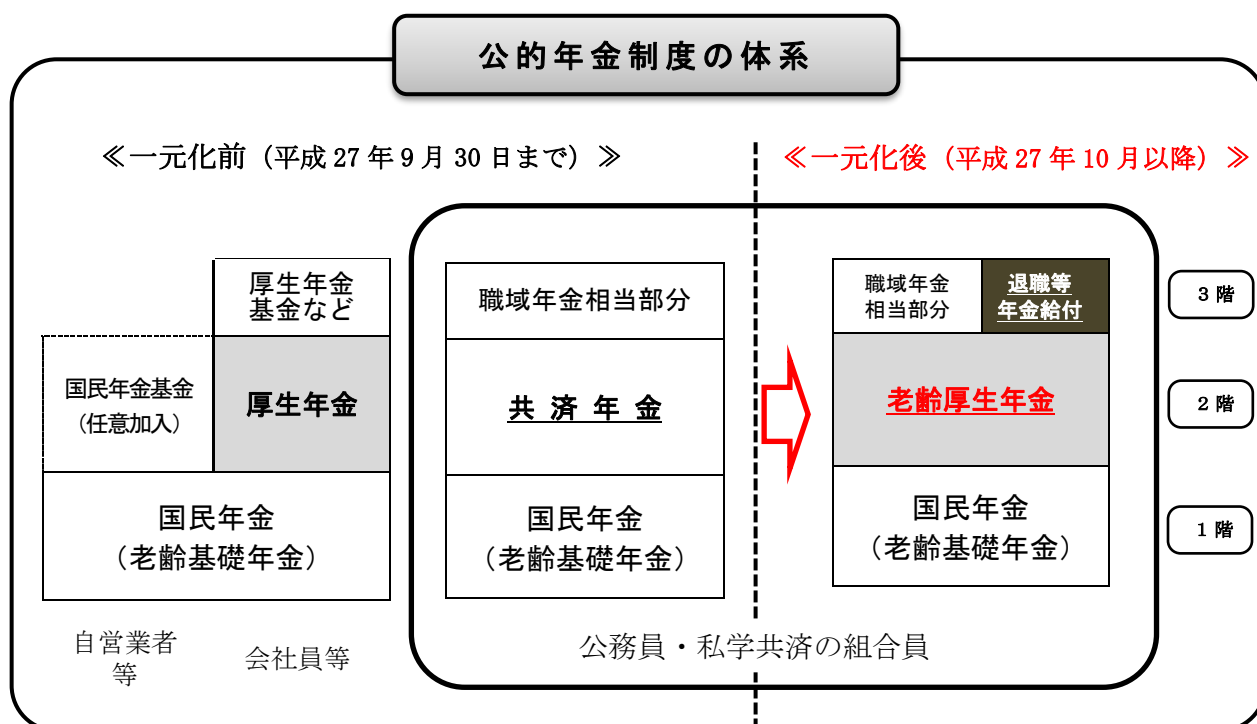 公的年金制度の体系
≪一元化前（平成 27 年 9 月 30 日まで）≫
≪一元化後（平成 27 年 10 月以降）≫
厚生年金
基金など
国民年金基金
（任意加入）
厚生年金
国民年金
（老齢基礎年金）
自営業者
等
会社員等
職域年金相当部分
共 済 年 金
国民年金
（老齢基礎年金）
職域年金
相当部分
退職等
年金給付
老齢厚生年金
国民年金
（老齢基礎年金）
公務員・私学共済の組合員
3 階
2 階
1 階